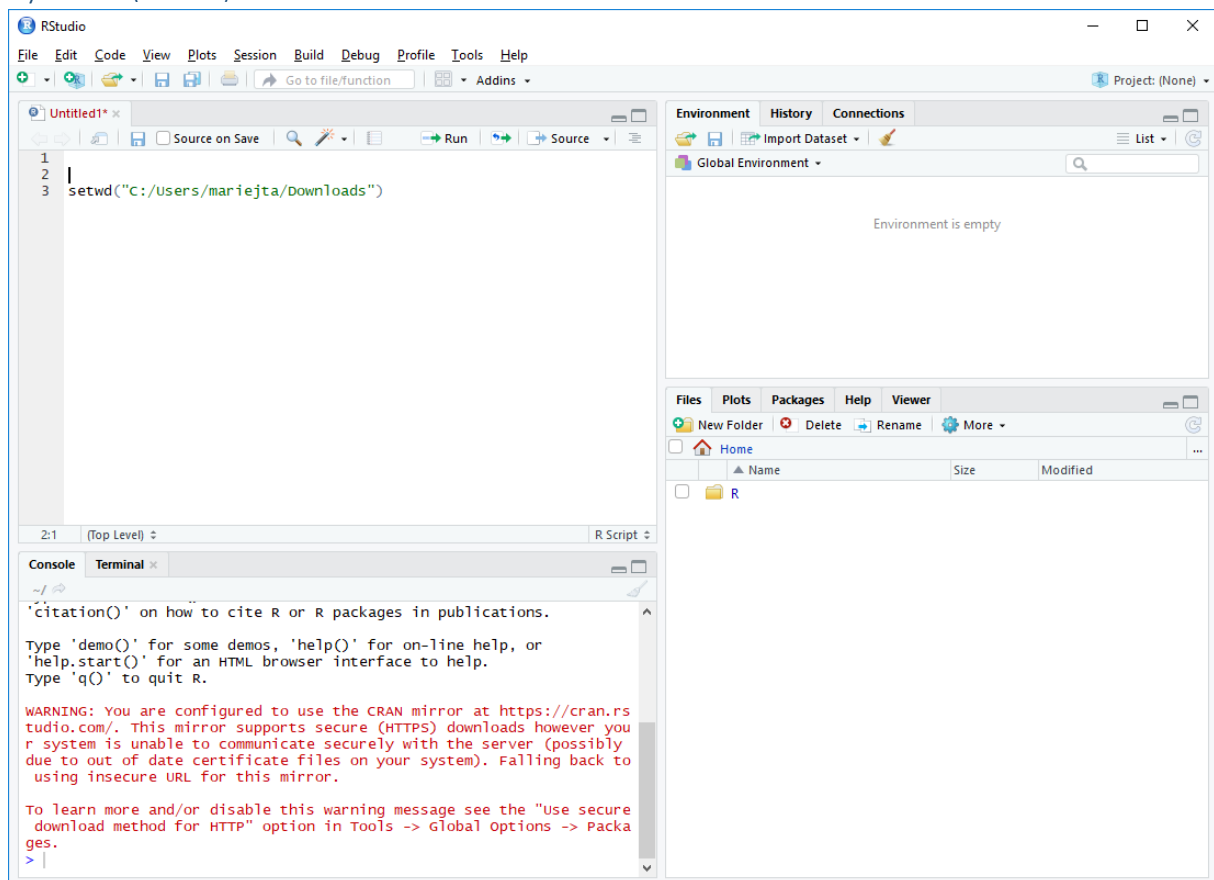 RStudio
File Edit Code View Plots Session Build Debug Profile Tools Help
Go to file/function Addins Project: (None)
Untitled1*
Source on Save Run Source
1
2
3 setwd("C:/Users/mariejta/Downloads")
2:1 (Top Level) R Script
Console Terminal
~/
'citation()' on how to cite R or R packages in publications.
Type 'demo()' for some demos, 'help()' for on-line help, or
'help.start()' for an HTML browser interface to help.
Type 'q()' to quit R.
WARNING: You are configured to use the CRAN mirror at https://cran.rs
tudio.com/. This mirror supports secure (HTTPS) downloads however you
r system is unable to communicate securely with the server (possibly
due to out of date certificate files on your system). Falling back to
using insecure URL for this mirror.
To learn more and/or disable this warning message see the "Use secure
download method for HTTP" option in Tools -> Global Options -> Packa
ges.
>
Environment History Connections
Import Dataset List
Global Environment
Environment is empty
Files Plots Packages Help Viewer
New Folder Delete Rename More
Home ...
Name Size Modified
R